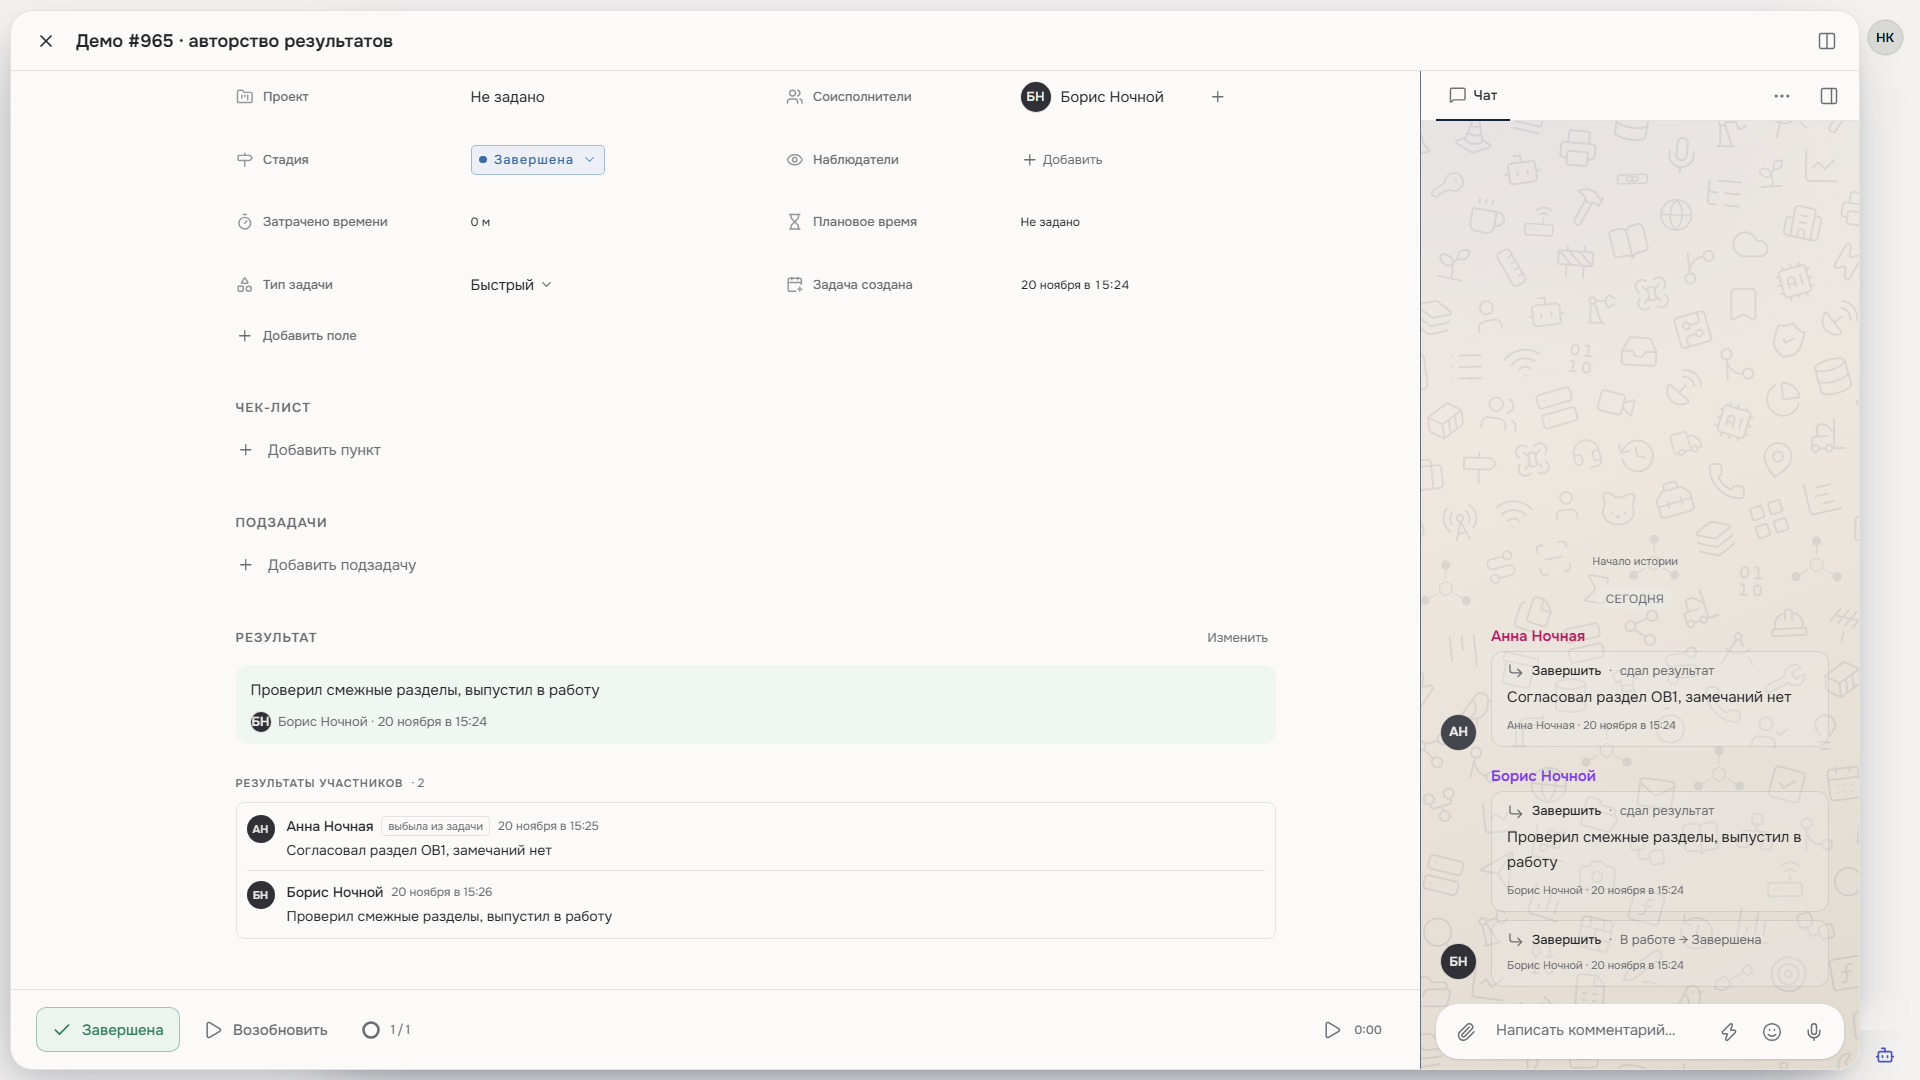 Демо #965 · авторство результатов
НК
Проект
Не задано
Соисполнители
БН Борис Ночной
Стадия
Завершена
Наблюдатели
Добавить
Затрачено времени
0 м
Плановое время
Не задано
Тип задачи
Быстрый
Задача создана
20 ноября в 15:24
Добавить поле
ЧЕК-ЛИСТ
Добавить пункт
ПОДЗАДАЧИ
Добавить подзадачу
РЕЗУЛЬТАТ
Изменить
Проверил смежные разделы, выпустил в работу
БН Борис Ночной · 20 ноября в 15:24
РЕЗУЛЬТАТЫ УЧАСТНИКОВ · 2
АН Анна Ночная выбыла из задачи 20 ноября в 15:25
Согласовал раздел ОВ1, замечаний нет
БН Борис Ночной 20 ноября в 15:26
Проверил смежные разделы, выпустил в работу
Завершена
Возобновить
1/1
0:00
Чат
Начало истории
СЕГОДНЯ
Анна Ночная
Завершить · сдал результат
Согласовал раздел ОВ1, замечаний нет
Анна Ночная · 20 ноября в 15:24
АН
Борис Ночной
Завершить · сдал результат
Проверил смежные разделы, выпустил в
работу
Борис Ночной · 20 ноября в 15:24
Завершить · В работе → Завершена
Борис Ночной · 20 ноября в 15:24
БН
Написать комментарий...